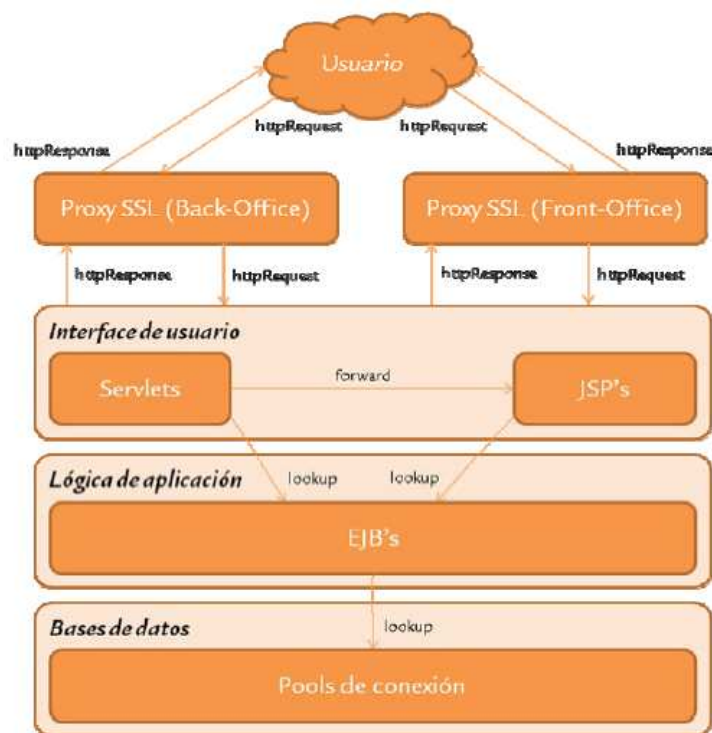 Usuario
httpRequest
httpRequest
httpResponse
httpResponse
Proxy SSL (Back-Office)
Proxy SSL (Front-Office)
httpResponse
httpRequest
httpResponse
httpRequest
Interface de usuario
Servlets
forward
JSP's
Lógica de aplicación
lookup
lookup
EJB's
Bases de datos
lookup
Pools de conexión